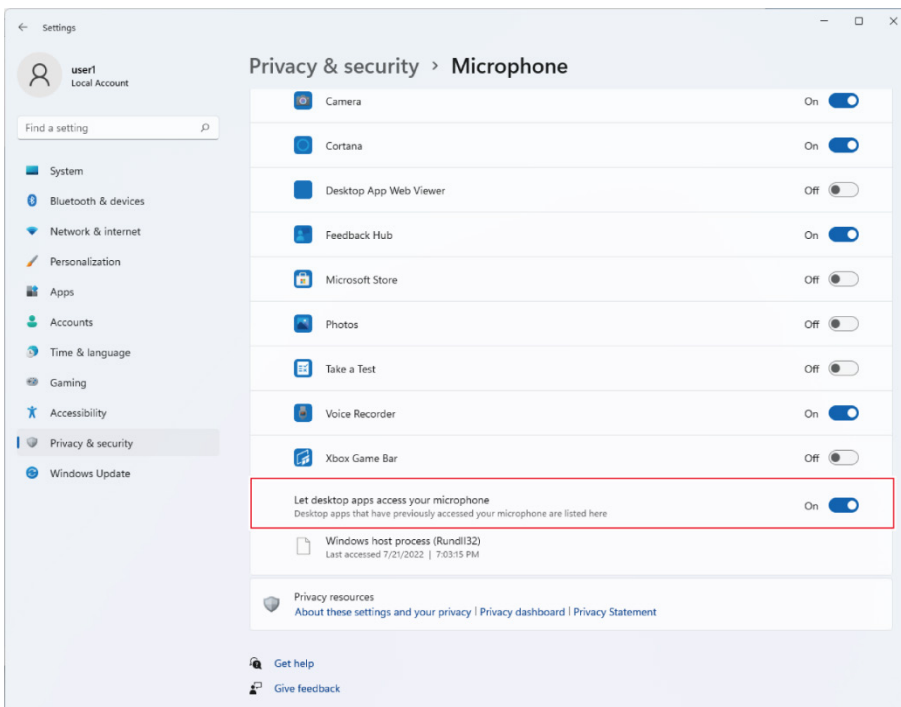 Settings
user1
Local Account
Find a setting
System
Bluetooth & devices
Network & internet
Personalization
Apps
Accounts
Time & language
Gaming
Accessibility
Privacy & security
Windows Update
Privacy & security > Microphone
Camera On
Cortana On
Desktop App Web Viewer Off
Feedback Hub On
Microsoft Store Off
Photos Off
Take a Test Off
Voice Recorder On
Xbox Game Bar Off
Let desktop apps access your microphone On
Desktop apps that have previously accessed your microphone are listed here
Windows host process (Rundll32)
Last accessed 7/21/2022 | 7:03:15 PM
Privacy resources
About these settings and your privacy | Privacy dashboard | Privacy Statement
Get help
Give feedback